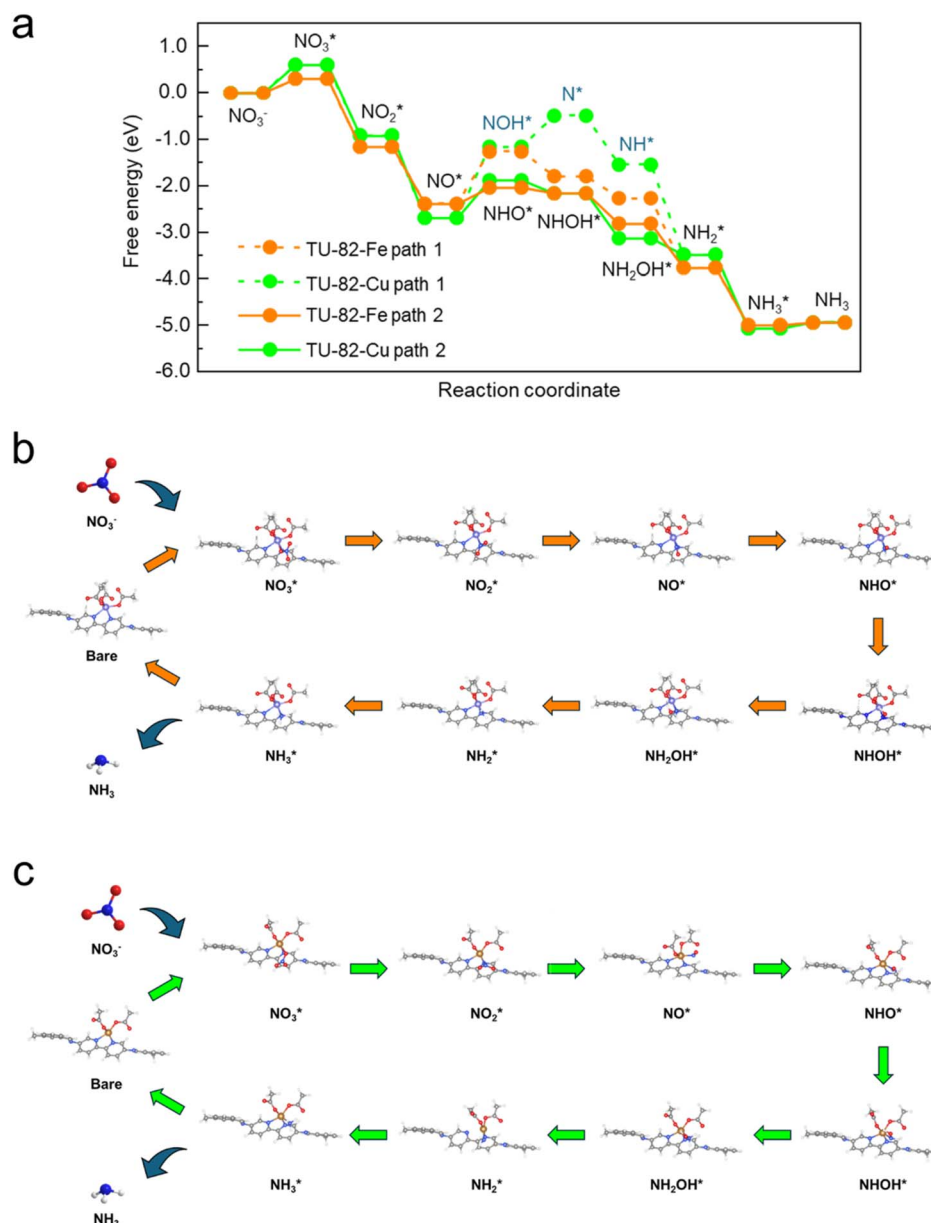 a
1.0
0.0
-1.0
-2.0
-3.0
-4.0
-5.0
-6.0
Free energy (eV)
Reaction coordinate
NO₃⁻
NO₃*
NO₂*
NO*
NOH*
N*
NH*
NHO*
NHOH*
NH₂OH*
NH₂*
NH₃*
NH₃
TU-82-Fe path 1
TU-82-Cu path 1
TU-82-Fe path 2
TU-82-Cu path 2
b
NO₃⁻
NO₃*
NO₂*
NO*
NHO*
Bare
NH₃*
NH₂*
NH₂OH*
NHOH*
NH₃
c
NO₃⁻
NO₃*
NO₂*
NO*
NHO*
Bare
NH₃*
NH₂*
NH₂OH*
NHOH*